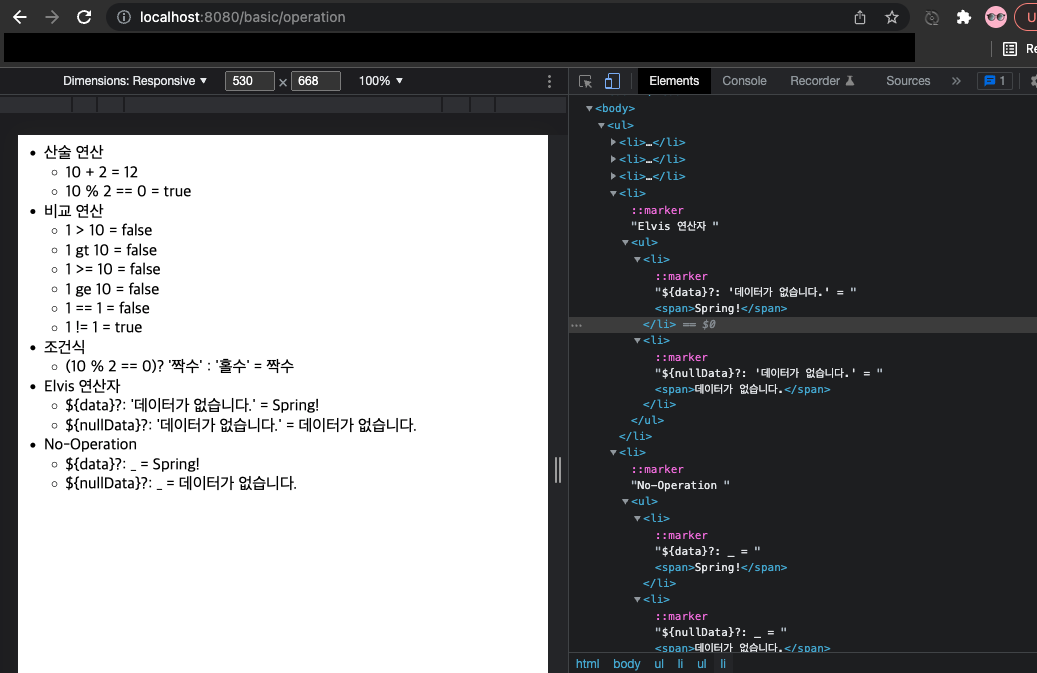 localhost:8080/basic/operation
Re
Dimensions: Responsive ▼ 530 × 668 100% ▼
Elements Console Recorder Sources » 1
산술 연산
10 + 2 = 12
10 % 2 == 0 = true
비교 연산
1 > 10 = false
1 gt 10 = false
1 >= 10 = false
1 ge 10 = false
1 == 1 = false
1 != 1 = true
조건식
(10 % 2 == 0)? '짝수' : '홀수' = 짝수
Elvis 연산자
${data}?: '데이터가 없습니다.' = Spring!
${nullData}?: '데이터가 없습니다.' = 데이터가 없습니다.
No-Operation
${data}?: _ = Spring!
${nullData}?: _ = 데이터가 없습니다.
▼<body>
▼<ul>
▶<li>…</li>
▶<li>…</li>
▶<li>…</li>
▼<li>
::marker
"Elvis 연산자 "
▼<ul>
▼<li>
::marker
"${data}?: '데이터가 없습니다.' = "
<span>Spring!</span>
</li> == $0
▼<li>
::marker
"${nullData}?: '데이터가 없습니다.' = "
<span>데이터가 없습니다.</span>
</li>
</ul>
</li>
▼<li>
::marker
"No-Operation "
▼<ul>
▼<li>
::marker
"${data}?: _ = "
<span>Spring!</span>
</li>
▼<li>
::marker
"${nullData}?: _ = "
<span>데이터가 없습니다.</span>
html body ul li ul li